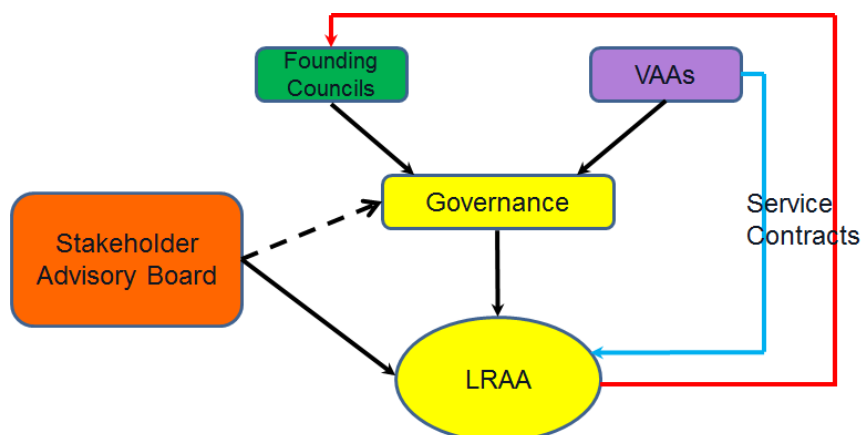 Founding
Councils
VAAs
Governance
Service
Contracts
Stakeholder
Advisory Board
LRAA